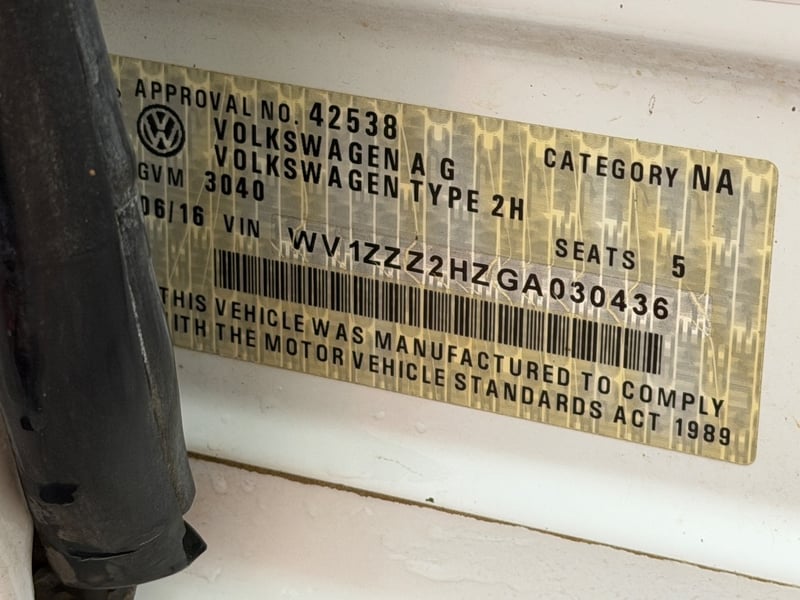 APPROVAL NO. 42538
VOLKSWAGEN A G CATEGORY NA
VOLKSWAGEN TYPE 2H
GVM 3040
06/16 VIN WV1ZZZ2HZGA030436 SEATS 5
THIS VEHICLE WAS MANUFACTURED TO COMPLY
WITH THE MOTOR VEHICLE STANDARDS ACT 1989